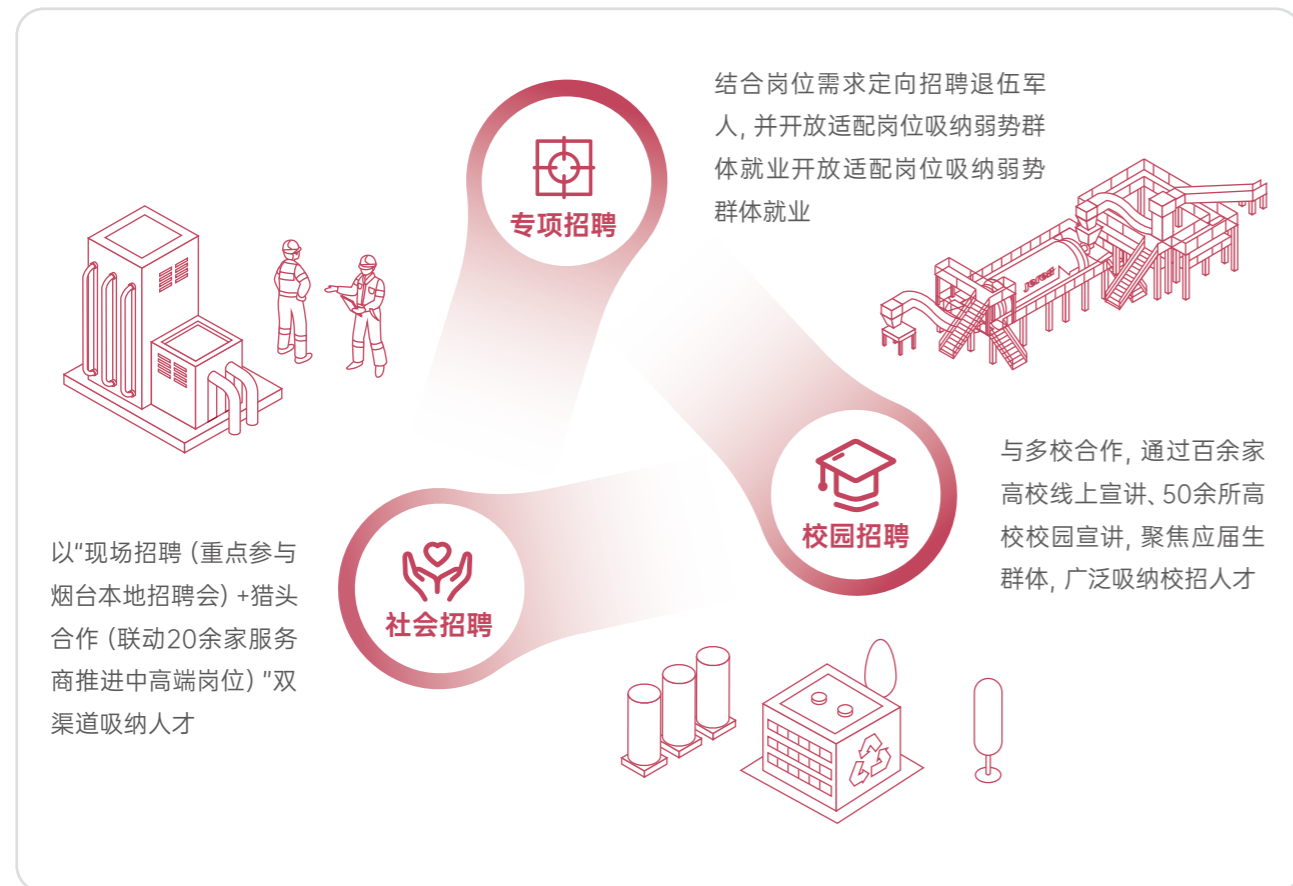 专项招聘
结合岗位需求定向招聘退伍军
人, 并开放适配岗位吸纳弱势群
体就业开放适配岗位吸纳弱势
群体就业
Jereh
校园招聘
与多校合作, 通过百余家
高校线上宣讲、50余所高
校校园宣讲, 聚焦应届生
群体, 广泛吸纳校招人才
社会招聘
以"现场招聘 (重点参与
烟台本地招聘会) +猎头
合作 (联动20余家服务
商推进中高端岗位) "双
渠道吸纳人才